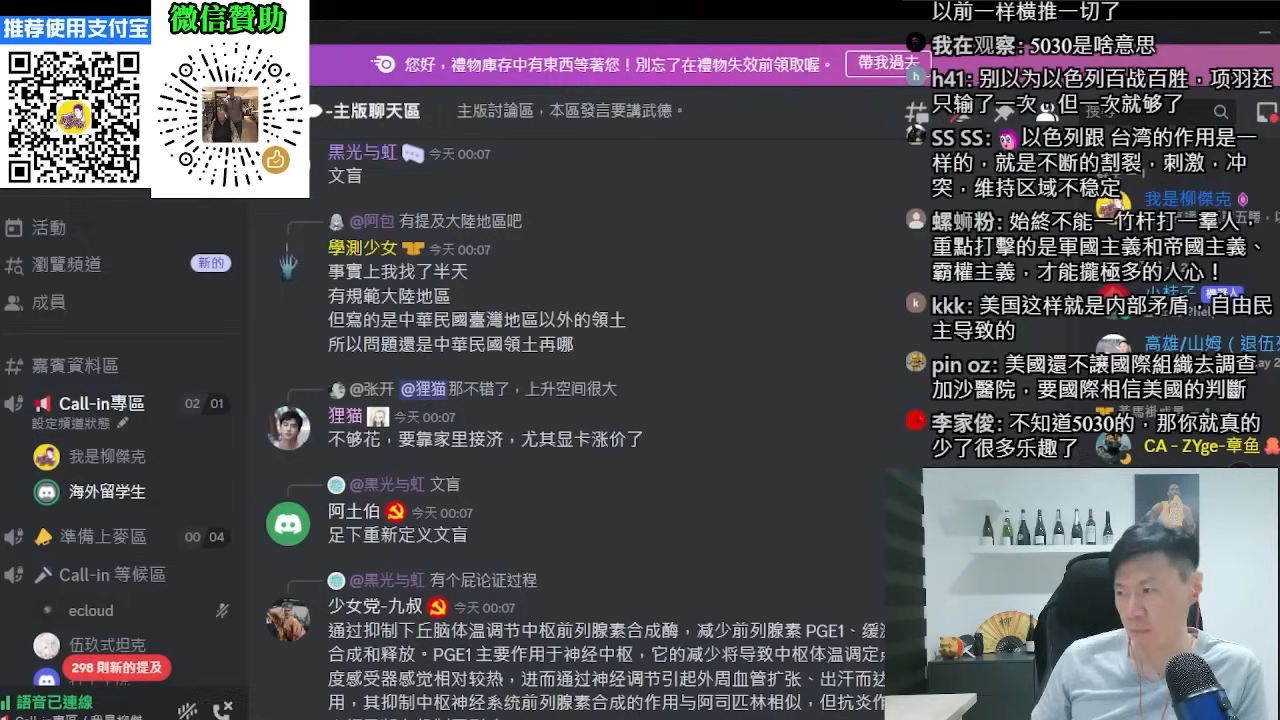 推荐使用支付宝
微信贊助
您好，禮物庫存中有東西等著您！別忘了在禮物失效前領取喔。
帶我過去
-主版聊天區
主版討論區，本區發言要講武德。
活動
瀏覽頻道
新的
成員
嘉賓資料區
Call-in專區
02 01
設定頻道狀態
我是柳傑克
海外留学生
準備上麥區
00 04
Call-in 等候區
ecloud
伍玖式坦克
298 則新的提及
語音已連線
黑光与虹 今天 00:07
文盲
@阿包 有提及大陸地區吧
學測少女 今天 00:07
事實上我找了半天
有規範大陸地區
但寫的是中華民國臺灣地區以外的領土
所以問題還是中華民國領土再哪
@张开 @狸猫 那不错了，上升空间很大
狸猫 今天 00:07
不够花，要靠家里接济，尤其显卡涨价了
@黑光与虹 文盲
阿土伯 今天 00:07
足下重新定义文盲
@黑光与虹 有个屁论证过程
少女党-九叔 今天 00:07
通过抑制下丘脑体温调节中枢前列腺素合成酶，减少前列腺素 PGE1、缓
合成和释放。PGE1 主要作用于神经中枢，它的减少将导致中枢体温调定
度感受器感觉相对较热，进而通过神经调节引起外周血管扩张、出汗而达
用，其抑制中枢神经系统前列腺素合成的作用与阿司匹林相似，但抗炎作
以前一样横推一切了
我在观察: 5030是啥意思
h41: 别以为以色列百战百胜，项羽还
只输了一次，但一次就够了
SS SS: 以色列跟 台湾的作用是一
样的，就是不断的割裂，刺激，冲
突，维持区域不稳定
螺蛳粉: 始終不能一竹杆打一羣人，
重點打擊的是軍國主義和帝國主義、
霸權主義，才能攏極多的人心！
kkk: 美国这样就是内部矛盾，自由民
主导致的
pin oz: 美國還不讓國際組織去調查
加沙醫院，要國際相信美國的判斷
李家俊: 不知道5030的，那你就真的
少了很多乐趣了
我是柳傑克
高雄/山姆（退伍
CA - ZYge-章鱼